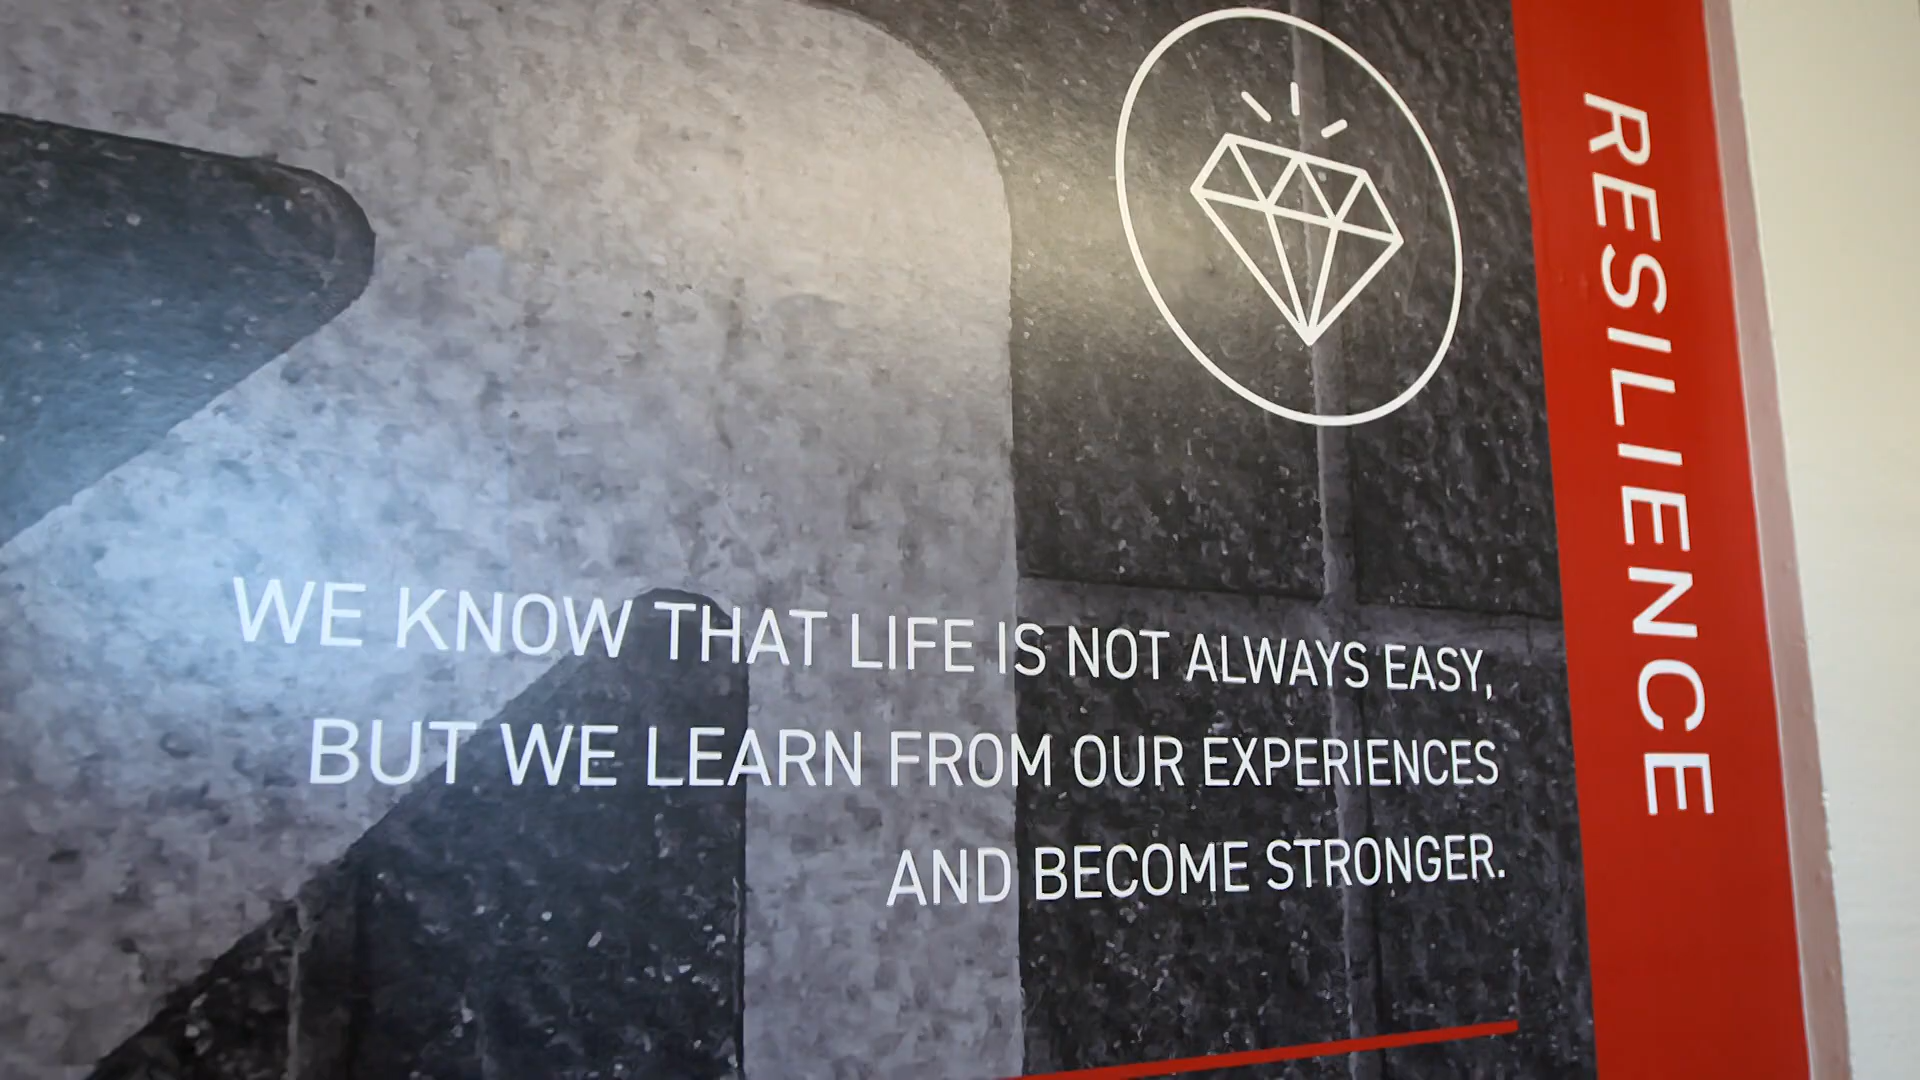 WE KNOW THAT LIFE IS NOT ALWAYS EASY,
BUT WE LEARN FROM OUR EXPERIENCES
AND BECOME STRONGER.
RESILIENCE